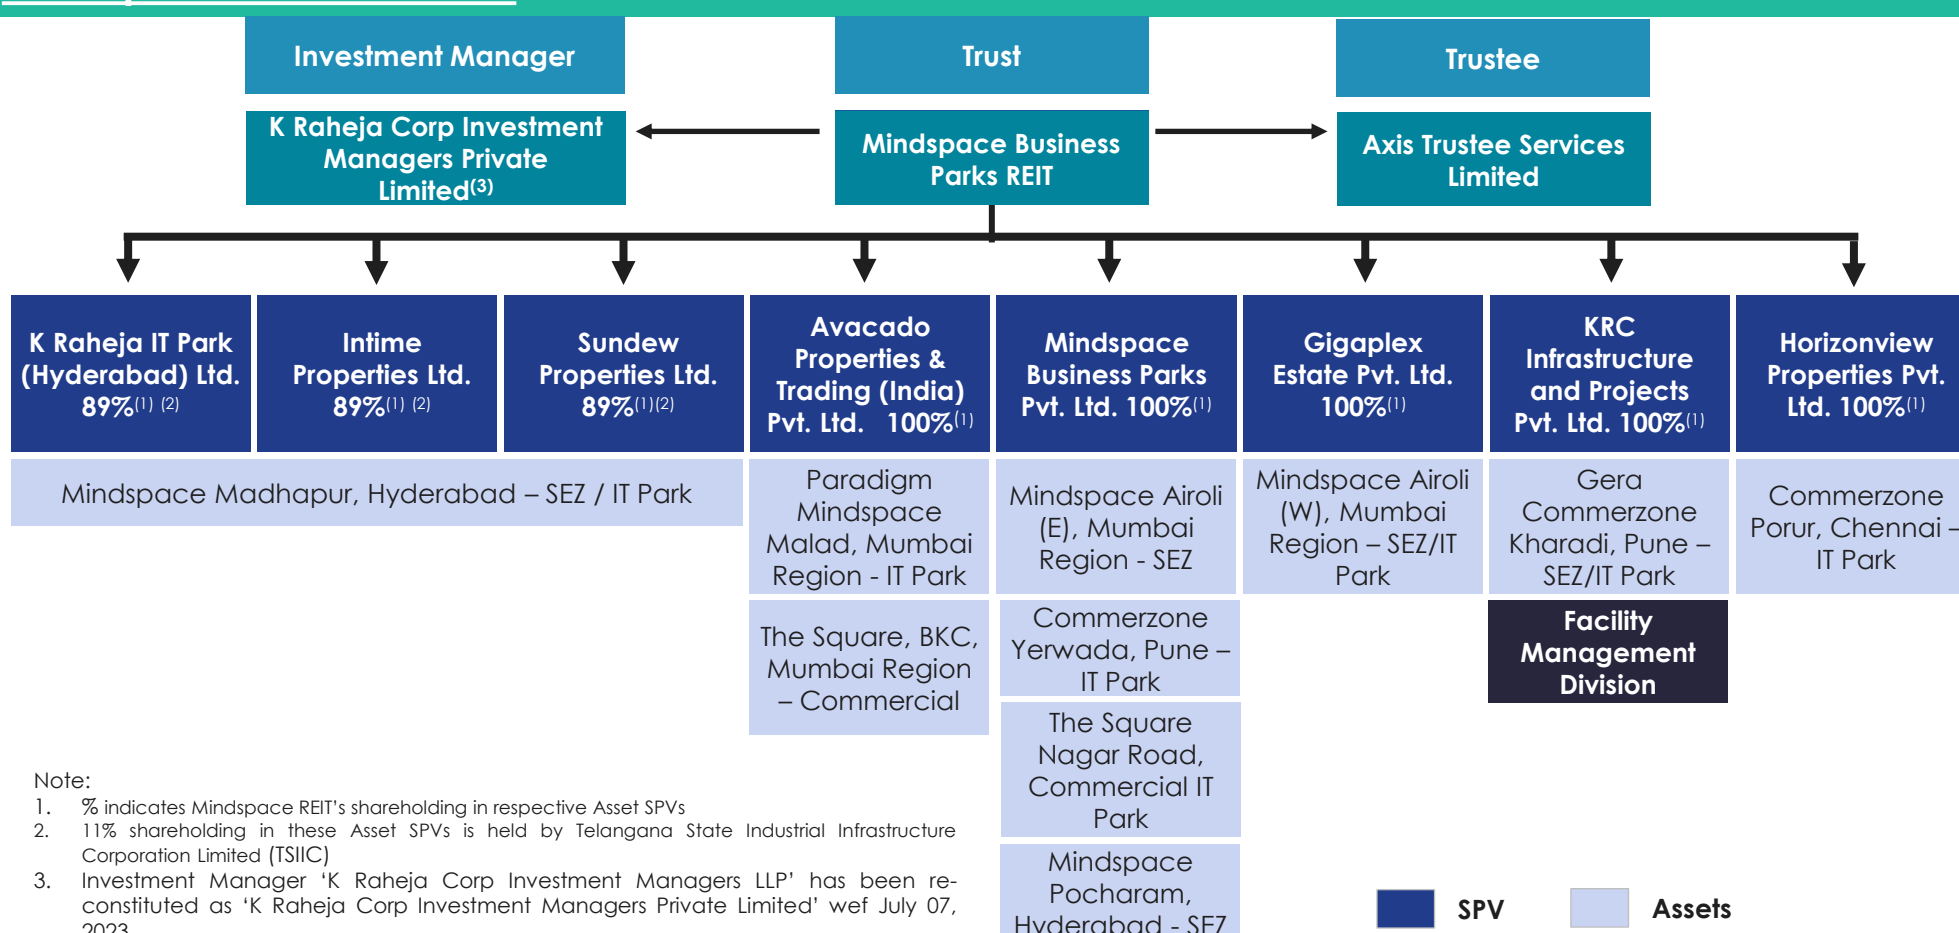 Investment Manager
Trust
Trustee
K Raheja Corp Investment
Managers Private
Limited(3)
Mindspace Business
Parks REIT
Axis Trustee Services
Limited
K Raheja IT Park
(Hyderabad) Ltd.
89%(1) (2)
Intime
Properties Ltd.
89%(1) (2)
Sundew
Properties Ltd.
89%(1)(2)
Avacado
Properties &
Trading (India)
Pvt. Ltd. 100%(1)
Mindspace
Business Parks
Pvt. Ltd. 100%(1)
Gigaplex
Estate Pvt. Ltd.
100%(1)
KRC
Infrastructure
and Projects
Pvt. Ltd. 100%(1)
Horizonview
Properties Pvt.
Ltd. 100%(1)
Mindspace Madhapur, Hyderabad – SEZ / IT Park
Paradigm
Mindspace
Malad, Mumbai
Region - IT Park
Mindspace Airoli
(E), Mumbai
Region - SEZ
Mindspace Airoli
(W), Mumbai
Region – SEZ/IT
Park
Gera
Commerzone
Kharadi, Pune –
SEZ/IT Park
Commerzone
Porur, Chennai –
IT Park
The Square, BKC,
Mumbai Region
– Commercial
Commerzone
Yerwada, Pune –
IT Park
Facility
Management
Division
The Square
Nagar Road,
Commercial IT
Park
Mindspace
Pocharam,
Hyderabad - SEZ
Note:
1. % indicates Mindspace REIT’s shareholding in respective Asset SPVs
2. 11% shareholding in these Asset SPVs is held by Telangana State Industrial Infrastructure
Corporation Limited (TSIIC)
3. Investment Manager ‘K Raheja Corp Investment Managers LLP’ has been re-
constituted as ‘K Raheja Corp Investment Managers Private Limited’ wef July 07,
2023
SPV
Assets